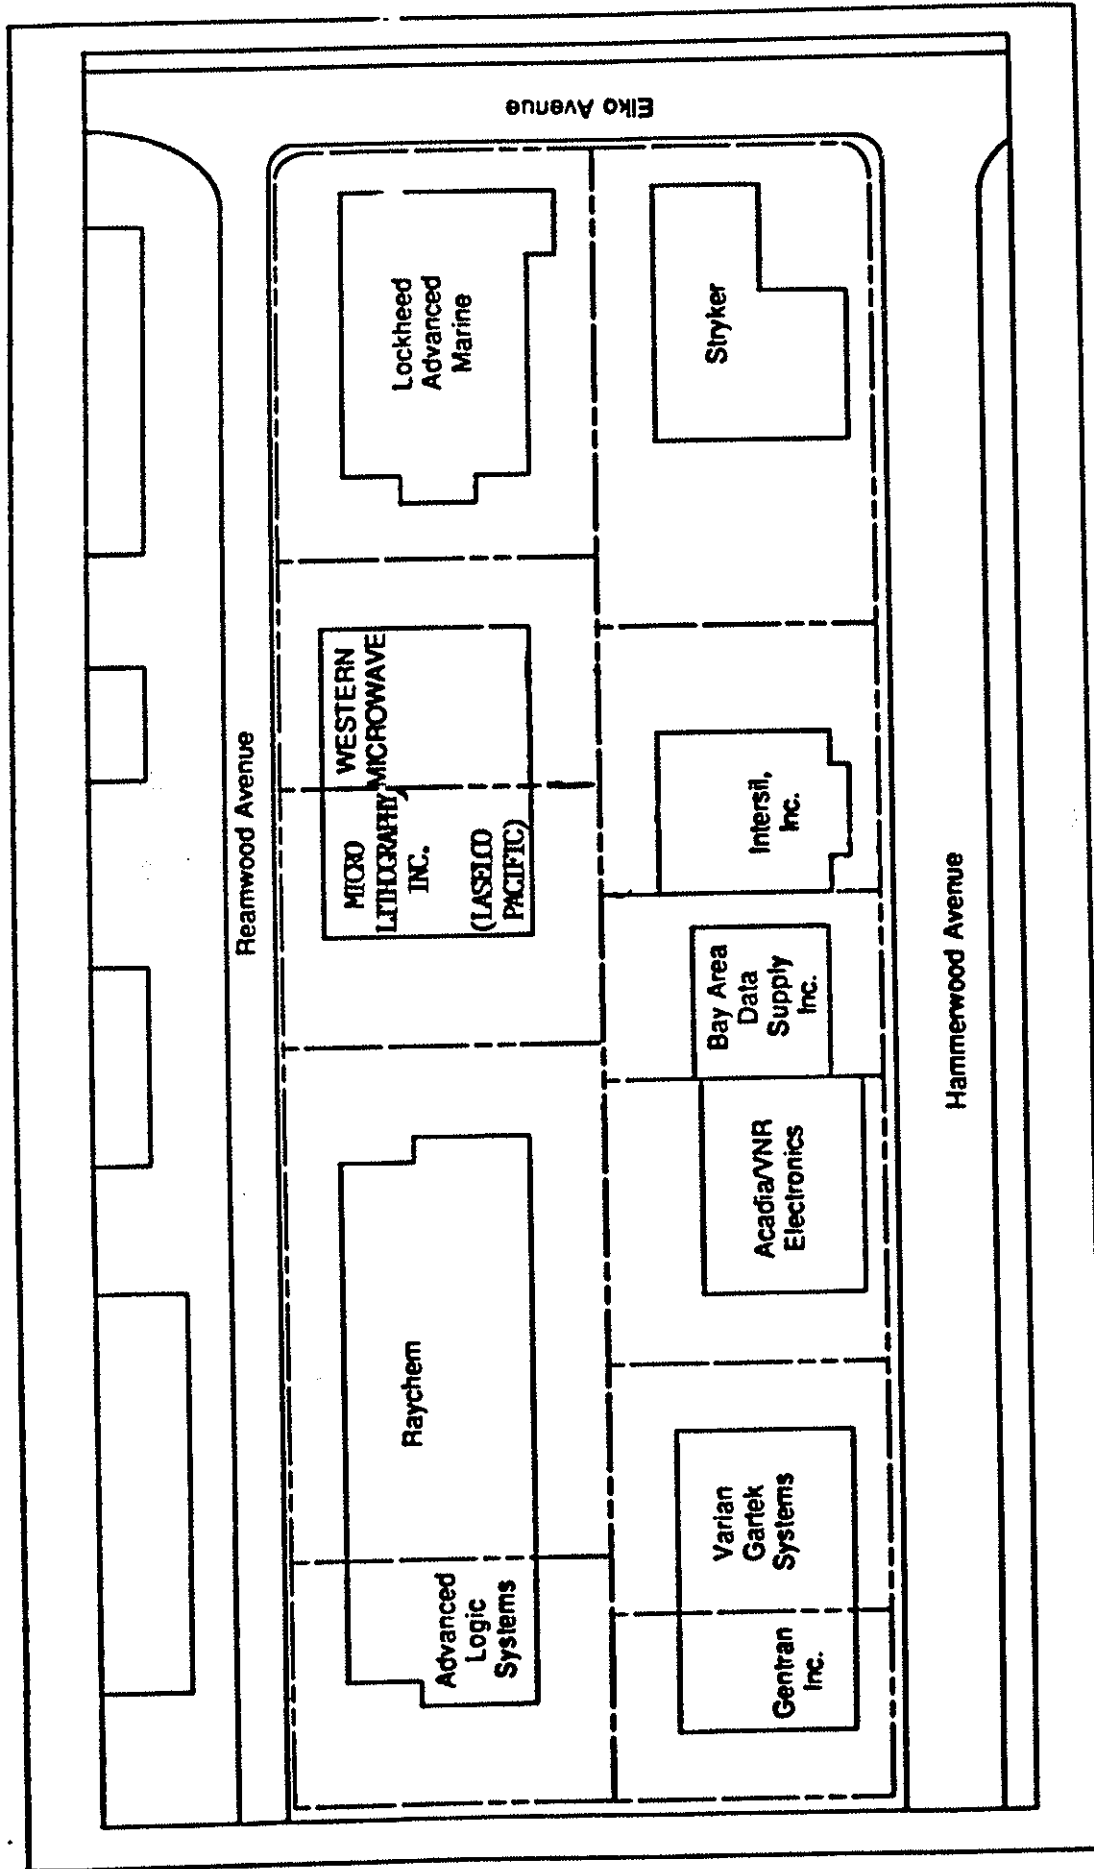 Elko Avenue
Reamwood Avenue
Hammerwood Avenue
Advanced
Logic
Systems
Raychem
MICRO
LITHOGRAPHY,
INC.
(LASELCO
PACIFIC)
WESTERN
MICROWAVE
Lockheed
Advanced
Marine
Gentran
Inc.
Varian
Gartek
Systems
Acadia/VNR
Electronics
Bay Area
Data
Supply
Inc.
Intersil,
Inc.
Stryker